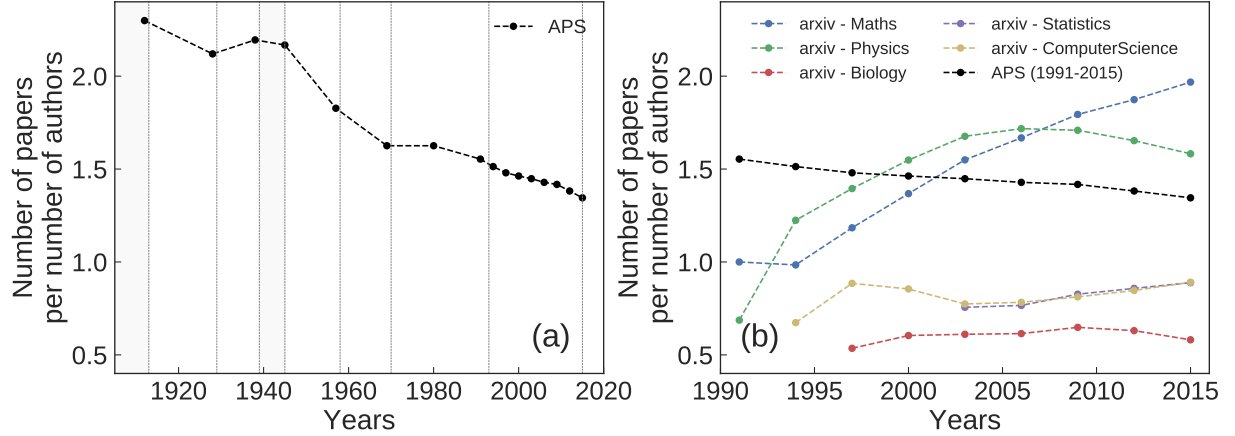 Number of papers
per number of authors
2.0
1.5
1.0
0.5
APS
(a)
1920
1940
1960
1980
2000
2020
Years
Number of papers
per number of authors
2.0
1.5
1.0
0.5
arxiv - Maths
arxiv - Physics
arxiv - Biology
arxiv - Statistics
arxiv - ComputerScience
APS (1991-2015)
(b)
1990
1995
2000
2005
2010
2015
Years